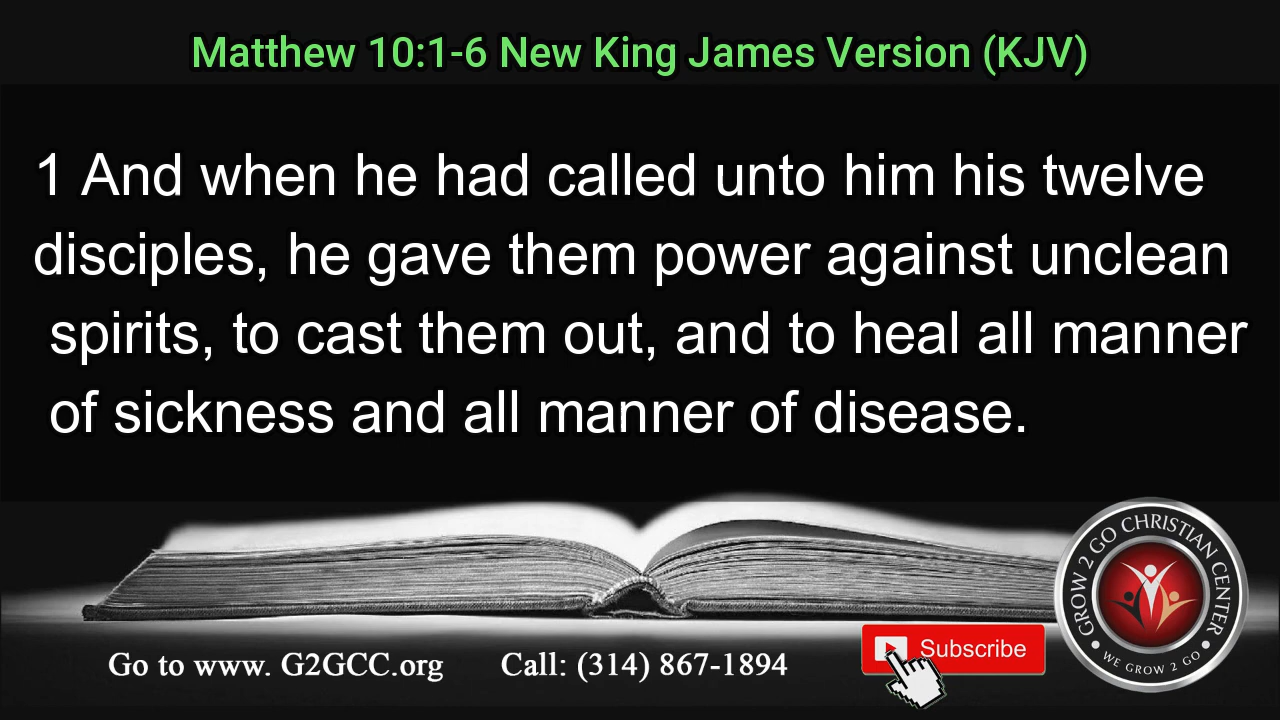 Matthew 10:1-6 New King James Version (KJV)
1 And when he had called unto him his twelve
disciples, he gave them power against unclean
spirits, to cast them out, and to heal all manner
of sickness and all manner of disease.
GROW 2 GO CHRISTIAN CENTER
• WE GROW 2 GO •
Subscribe
Go to www. G2GCC.org Call: (314) 867-1894